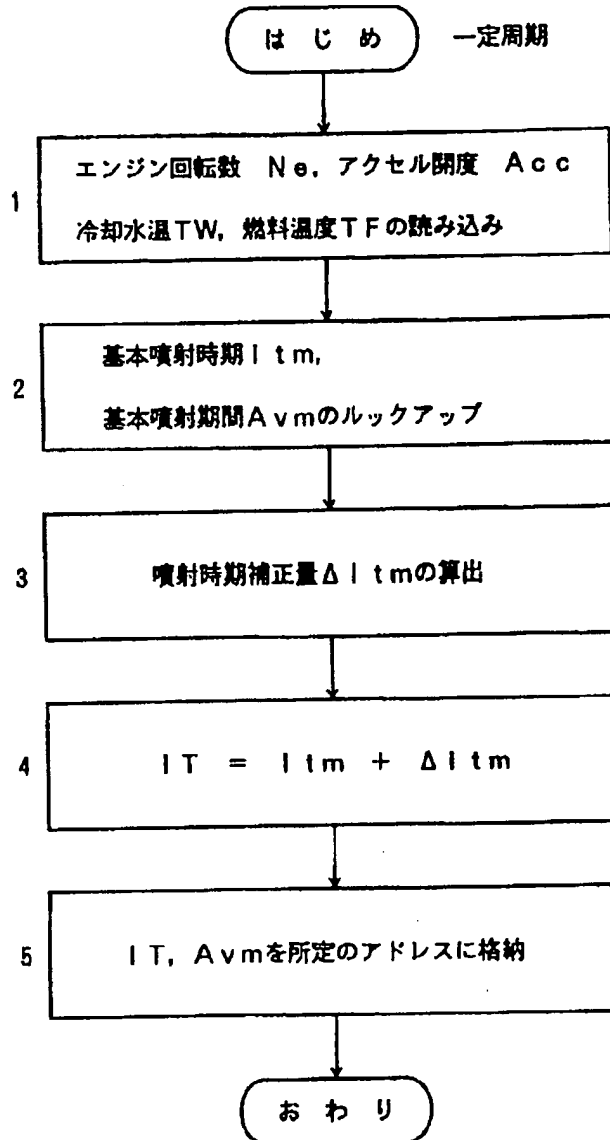 はじめ 一定周期
1
エンジン回転数 Ne,アクセル開度 Acc
冷却水温TW,燃料温度TFの読み込み
2
基本噴射時期Itm,
基本噴射期間Avmのルックアップ
3
噴射時期補正量ΔItmの算出
4
IT = Itm + ΔItm
5
IT,Avmを所定のアドレスに格納
おわり